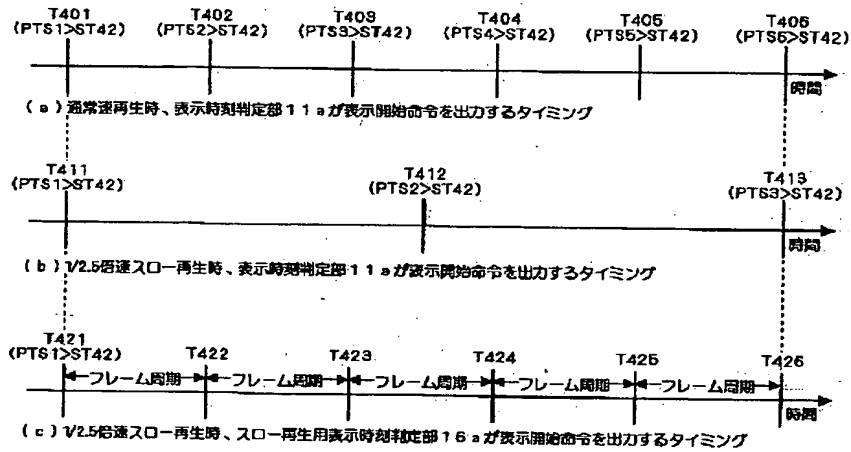 T401 T402 T403 T404 T405 T406
(PTS1>ST42) (PTS2>ST42) (PTS3>ST42) (PTS4>ST42) (PTS5>ST42) (PTS6>ST42)
時間
(a)通常速再生時、表示時刻判定部11aが表示開始命令を出力するタイミング
T411 T412 T413
(PTS1>ST42) (PTS2>ST42) (PTS3>ST42)
時間
(b)1/2.5倍速スロー再生時、表示時刻判定部11aが表示開始命令を出力するタイミング
T421 T422 T423 T424 T425 T426
(PTS1>ST42)
フレーム周期 フレーム周期 フレーム周期 フレーム周期 フレーム周期
時間
(c)1/2.5倍速スロー再生時、スロー再生用表示時刻判定部16aが表示開始命令を出力するタイミング